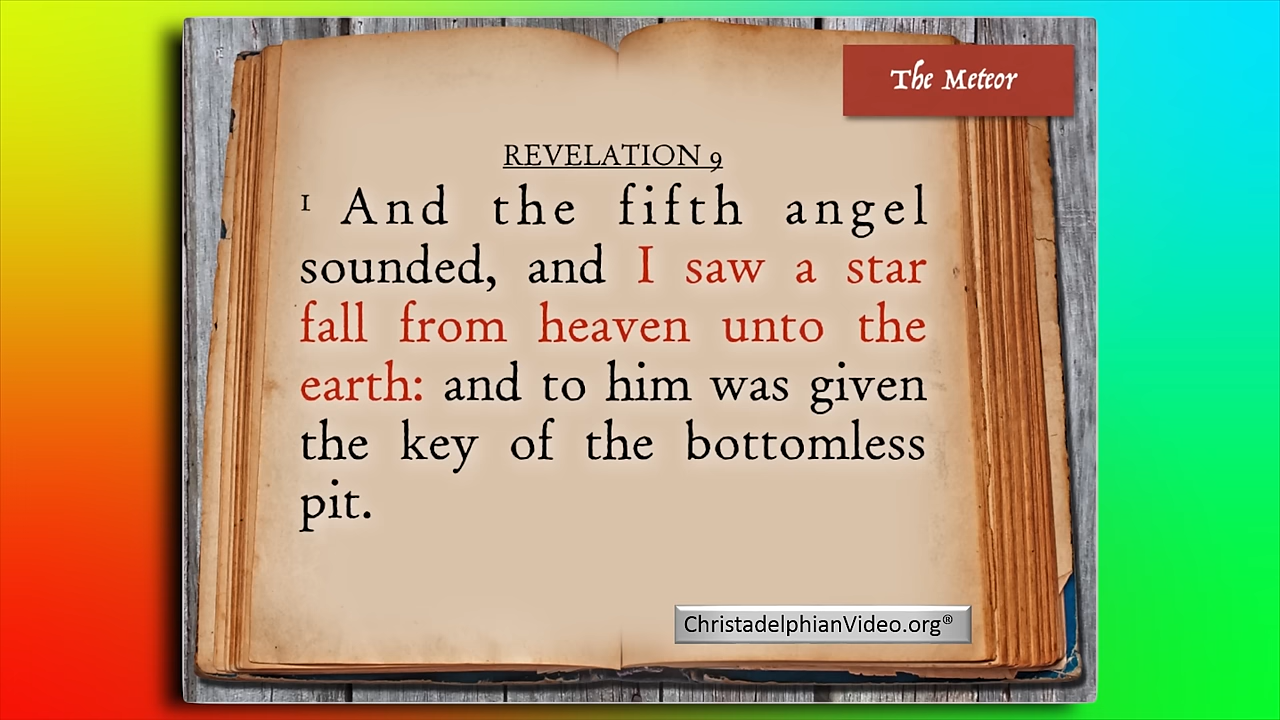 The Meteor
REVELATION 9
1 And the fifth angel
sounded, and I saw a star
fall from heaven unto the
earth: and to him was given
the key of the bottomless
pit.
ChristadelphianVideo.org®